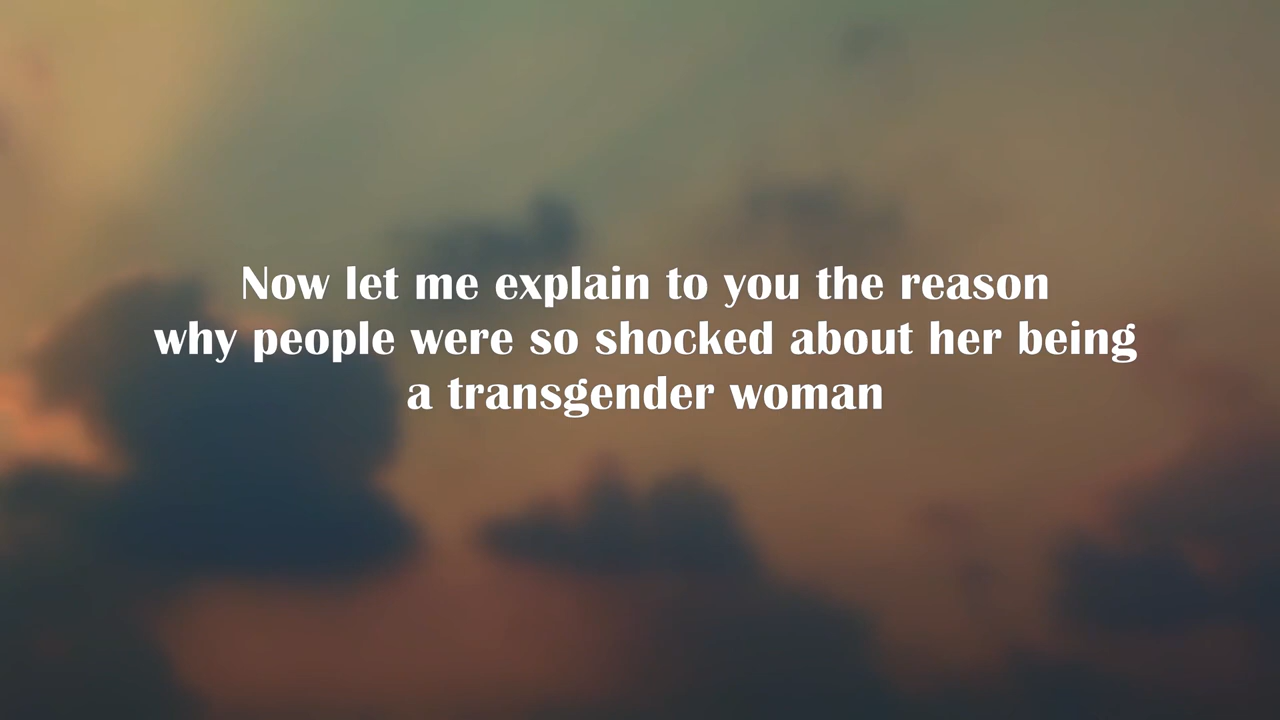 Now let me explain to you the reason
why people were so shocked about her being
a transgender woman